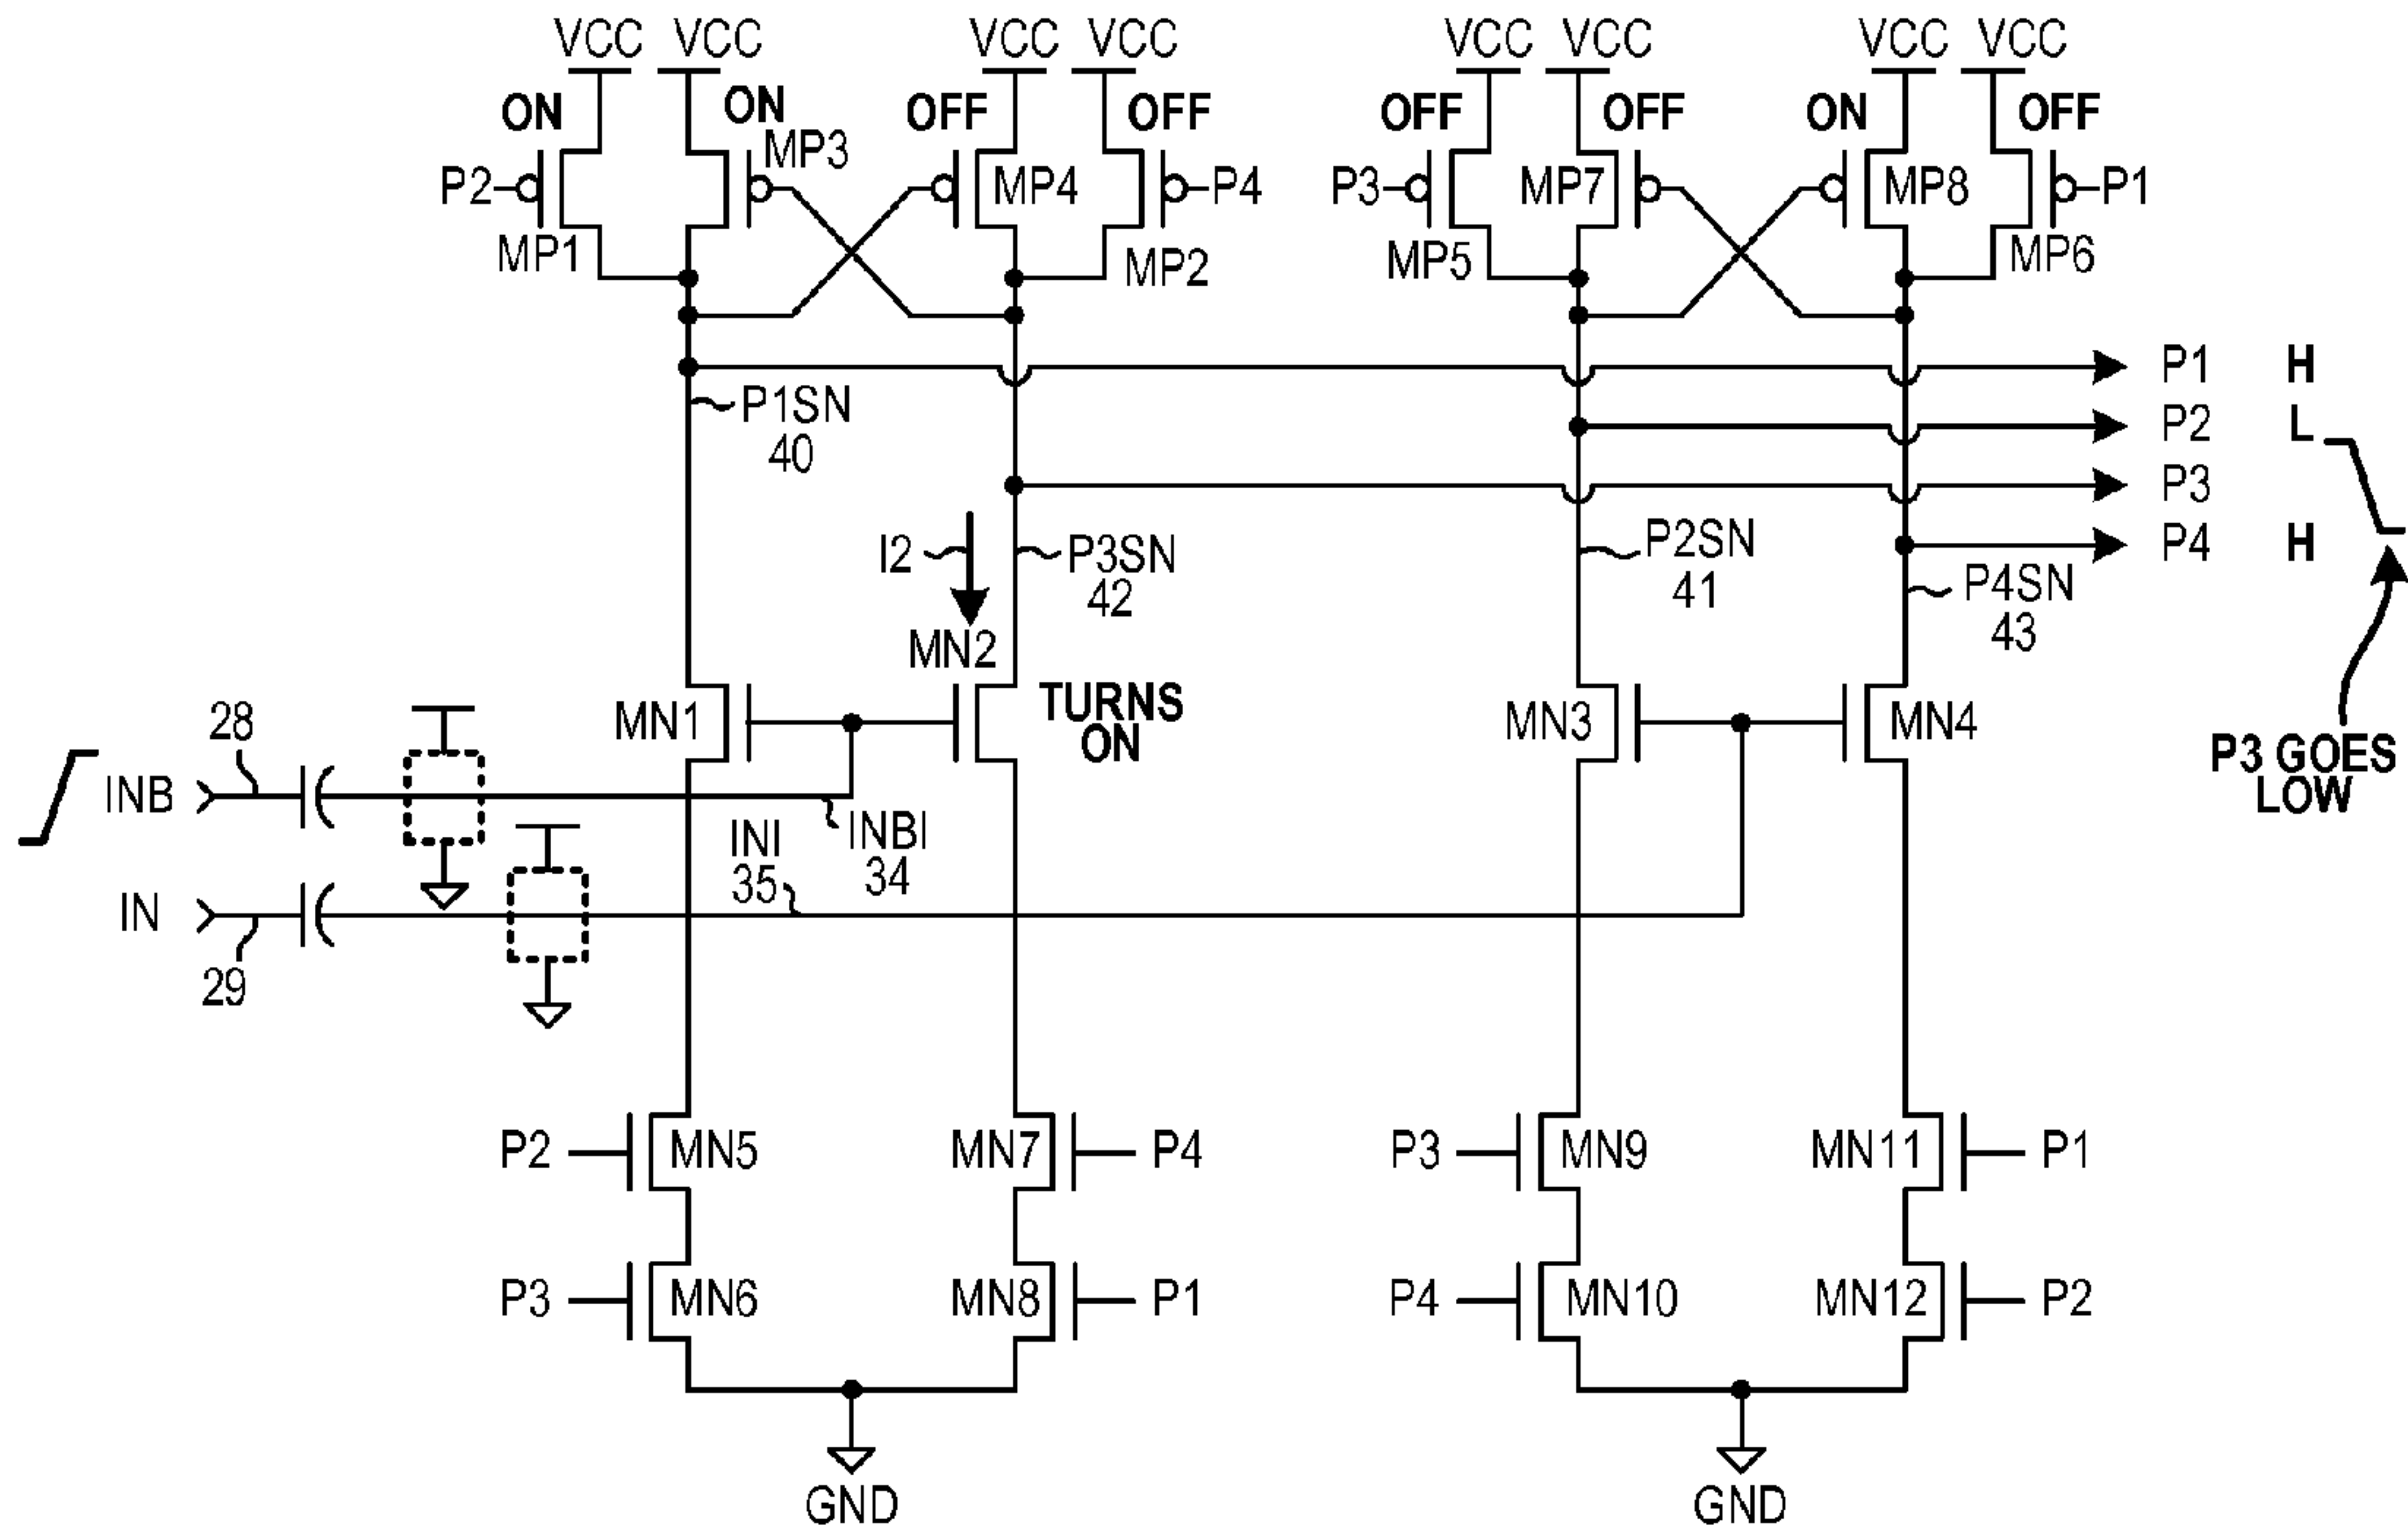 VCC VCC VCC VCC VCC VCC VCC VCC
ON ON OFF OFF OFF OFF ON OFF
MP3
P2 MP4 P4 P3 MP7 MP8 P1
MP1 MP2 MP5 MP6
P1 H
P1SN
40
P2 L
P3
I2
P3SN
42
P2SN
41
P4 H
P4SN
43
MN2
MN1
TURNS
ON
MN3 MN4
P3 GOES
LOW
28
INB
INI
35
INBI
34
IN
29
P2 MN5 MN7 P4 P3 MN9 MN11 P1
P3 MN6 MN8 P1 P4 MN10 MN12 P2
GND GND